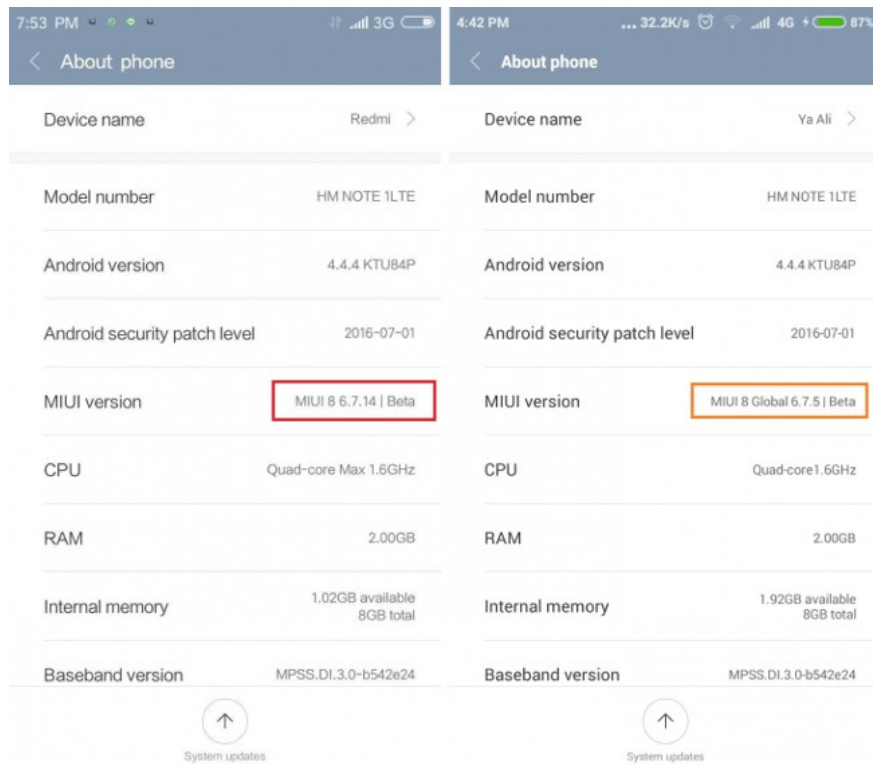 7:53 PM
3G
About phone
Device name
Redmi
Model number
HM NOTE 1LTE
Android version
4.4.4 KTU84P
Android security patch level
2016-07-01
MIUI version
MIUI 8 6.7.14 | Beta
CPU
Quad-core Max 1.6GHz
RAM
2.00GB
Internal memory
1.02GB available
8GB total
Baseband version
MPSS.DI.3.0-b542e24
System updates
4:42 PM
... 32.2K/s
4G
87%
About phone
Device name
Ya Ali
Model number
HM NOTE 1LTE
Android version
4.4.4 KTU84P
Android security patch level
2016-07-01
MIUI version
MIUI 8 Global 6.7.5 | Beta
CPU
Quad-core1.6GHz
RAM
2.00GB
Internal memory
1.92GB available
8GB total
Baseband version
MPSS.DI.3.0-b542e24
System updates